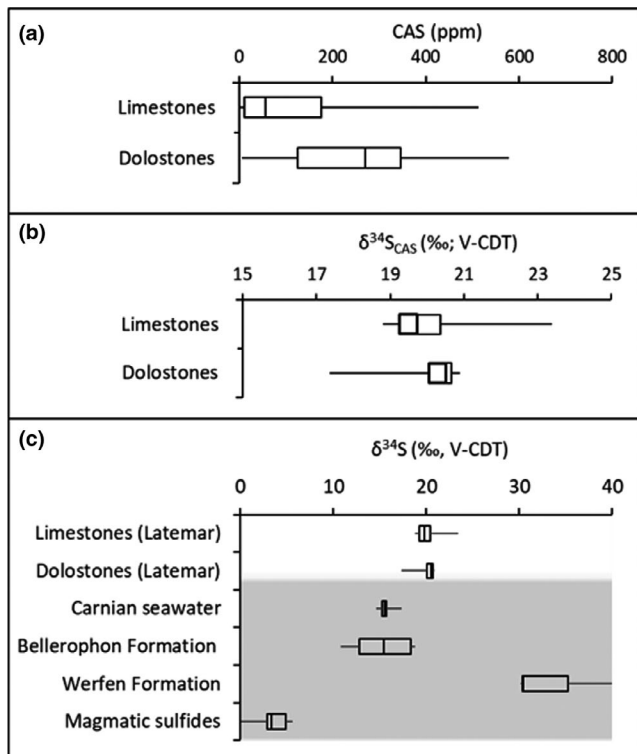 (a)
CAS (ppm)
0 200 400 600 800
Limestones
Dolostones
(b)
δ³⁴S_CAS (‰; V-CDT)
15 17 19 21 23 25
Limestones
Dolostones
(c)
δ³⁴S (‰, V-CDT)
0 10 20 30 40
Limestones (Latemar)
Dolostones (Latemar)
Carnian seawater
Bellerophon Formation
Werfen Formation
Magmatic sulfides